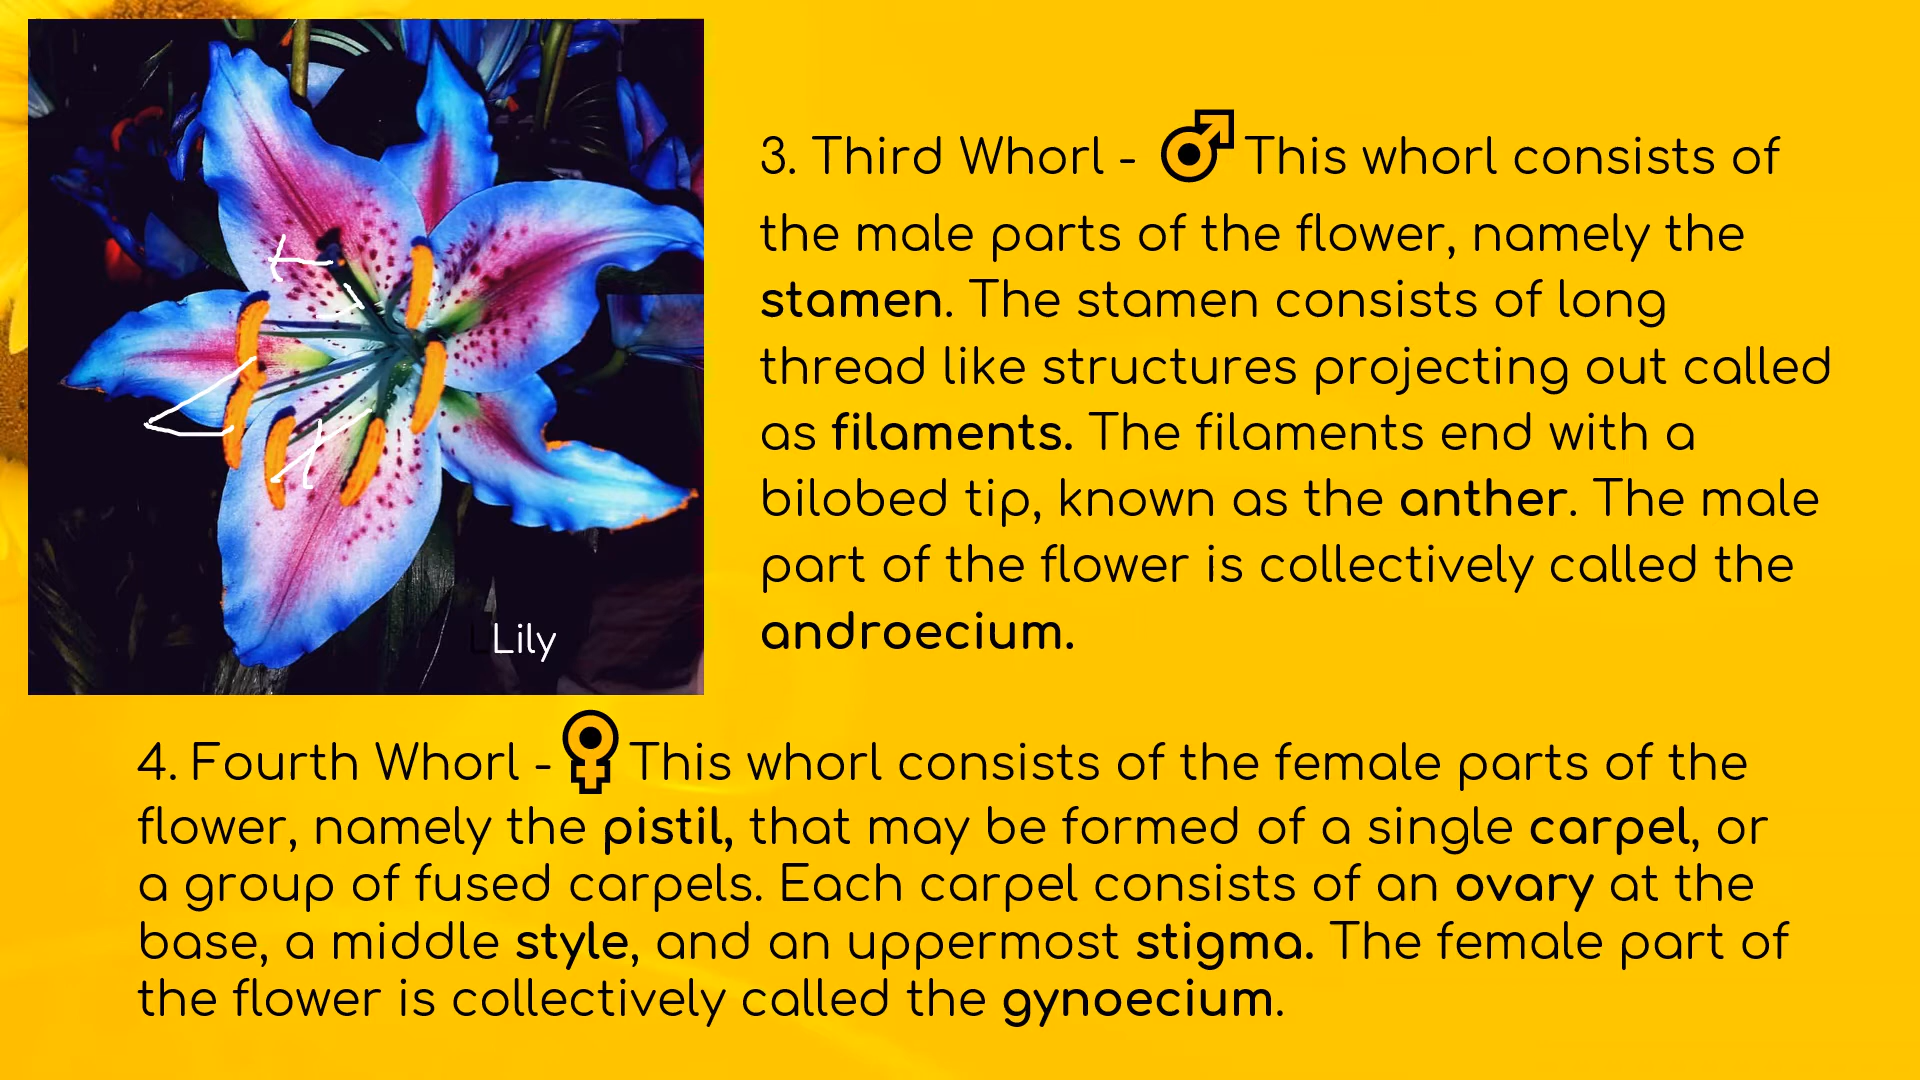 3. Third Whorl - ♂ This whorl consists of
the male parts of the flower, namely the
stamen. The stamen consists of long
thread like structures projecting out called
as filaments. The filaments end with a
bilobed tip, known as the anther. The male
part of the flower is collectively called the
androecium.
LLily
4. Fourth Whorl - ♀ This whorl consists of the female parts of the
flower, namely the pistil, that may be formed of a single carpel, or
a group of fused carpels. Each carpel consists of an ovary at the
base, a middle style, and an uppermost stigma. The female part of
the flower is collectively called the gynoecium.